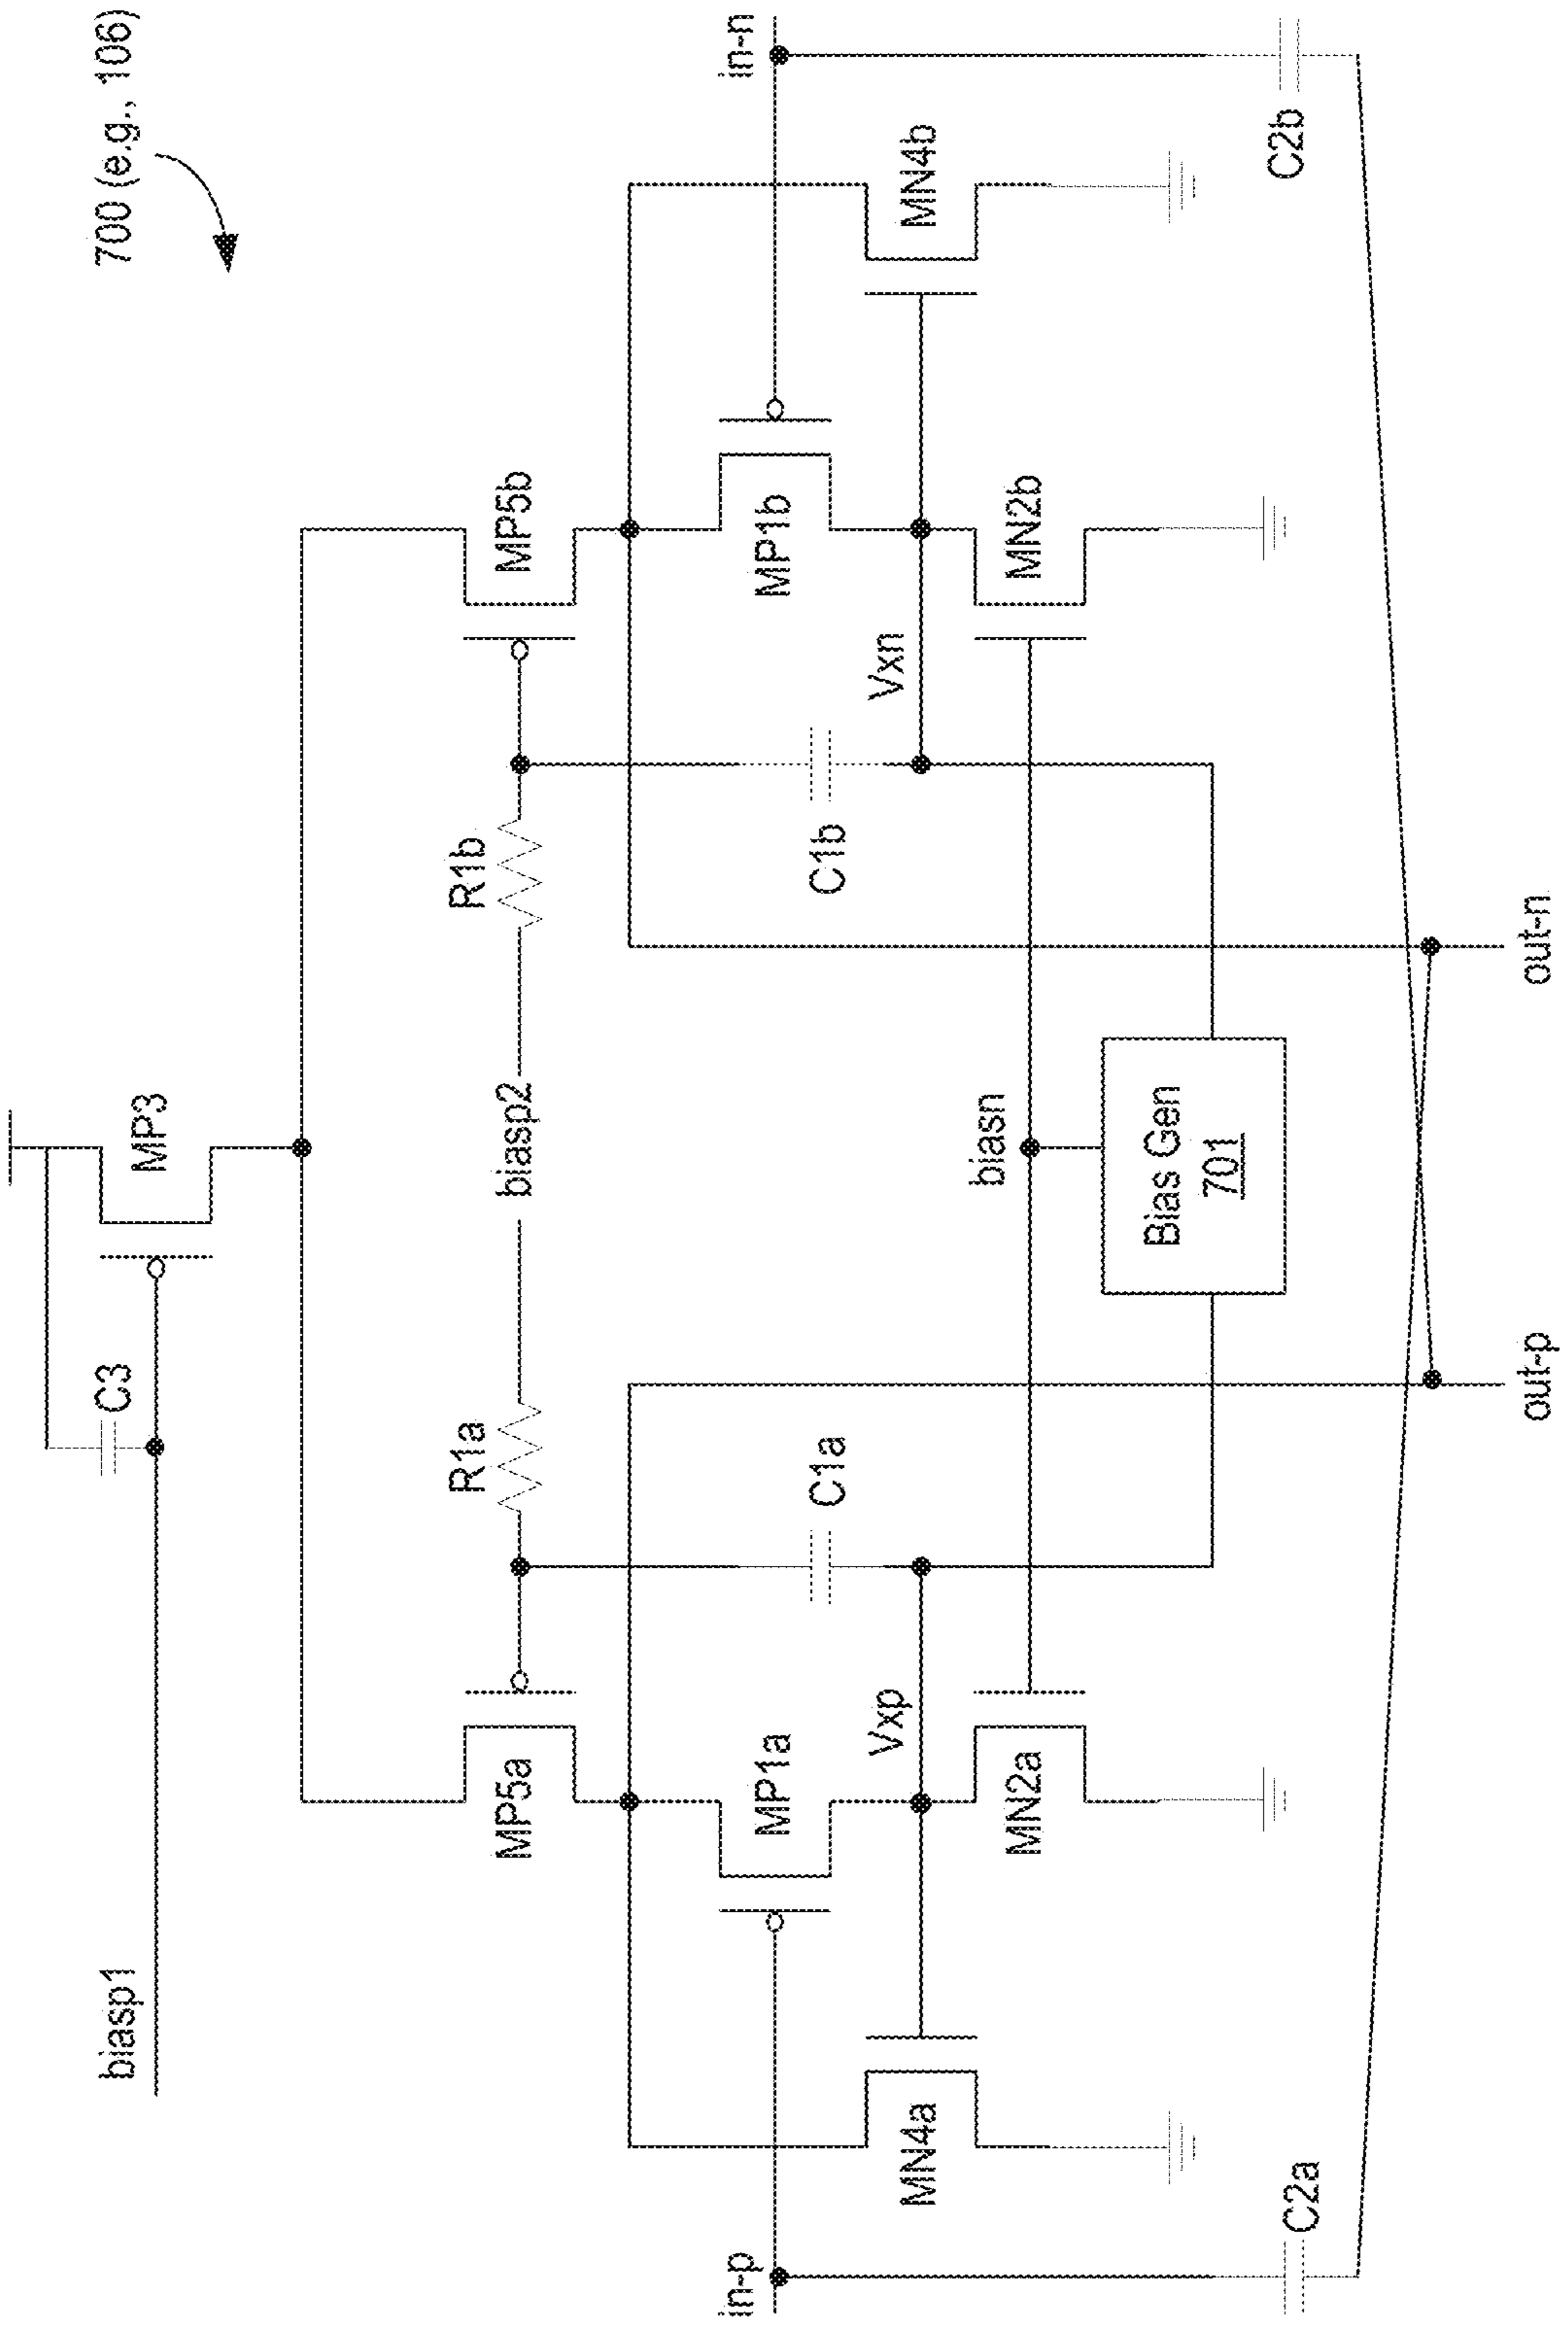 700 (e.g., 106)
biasp1
C3
MP3
MP5a
R1a
biasp2
R1b
MP5b
in-p
MP1a
C1a
C1b
MP1b
in-n
MN4a
Vxp
Vxn
MN4b
MN2a
biasn
MN2b
Bias Gen
701
C2a
C2b
out-p
out-n